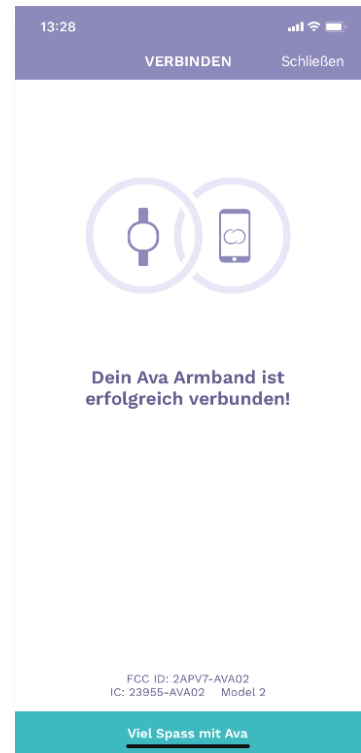 13:28
VERBINDEN
Schließen
Dein Ava Armband ist
erfolgreich verbunden!
FCC ID: 2APV7-AVA02
IC: 23955-AVA02 Model 2
Viel Spass mit Ava